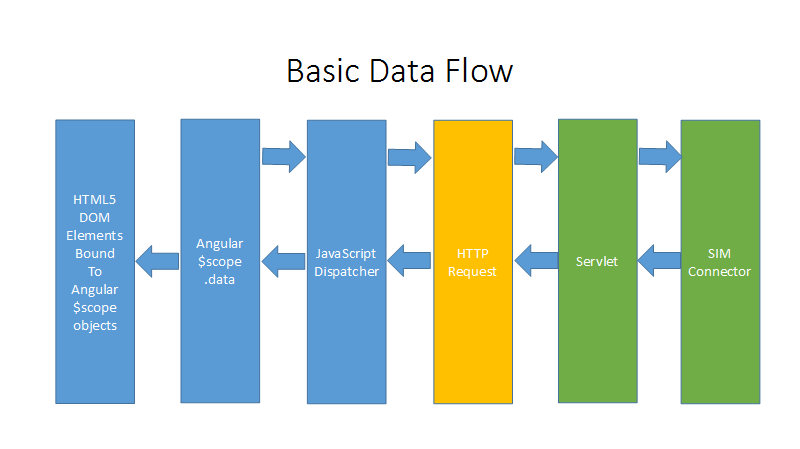 Basic Data Flow
HTML5
DOM
Elements
Bound
To
Angular
$scope
objects
Angular
$scope
.data
JavaScript
Dispatcher
HTTP
Request
Servlet
SIM
Connector